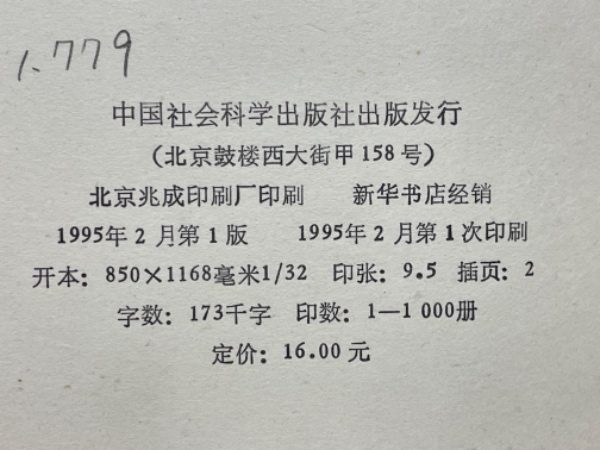 1.779
中国社会科学出版社出版发行
（北京鼓楼西大街甲 158 号）
北京兆成印刷厂印刷　新华书店经销
1995年 2 月第 1 版　1995年 2 月第 1 次印刷
开本：850×1168毫米1/32　印张：9.5　插页：2
字数：173千字　印数：1—1 000册
定价：16.00 元